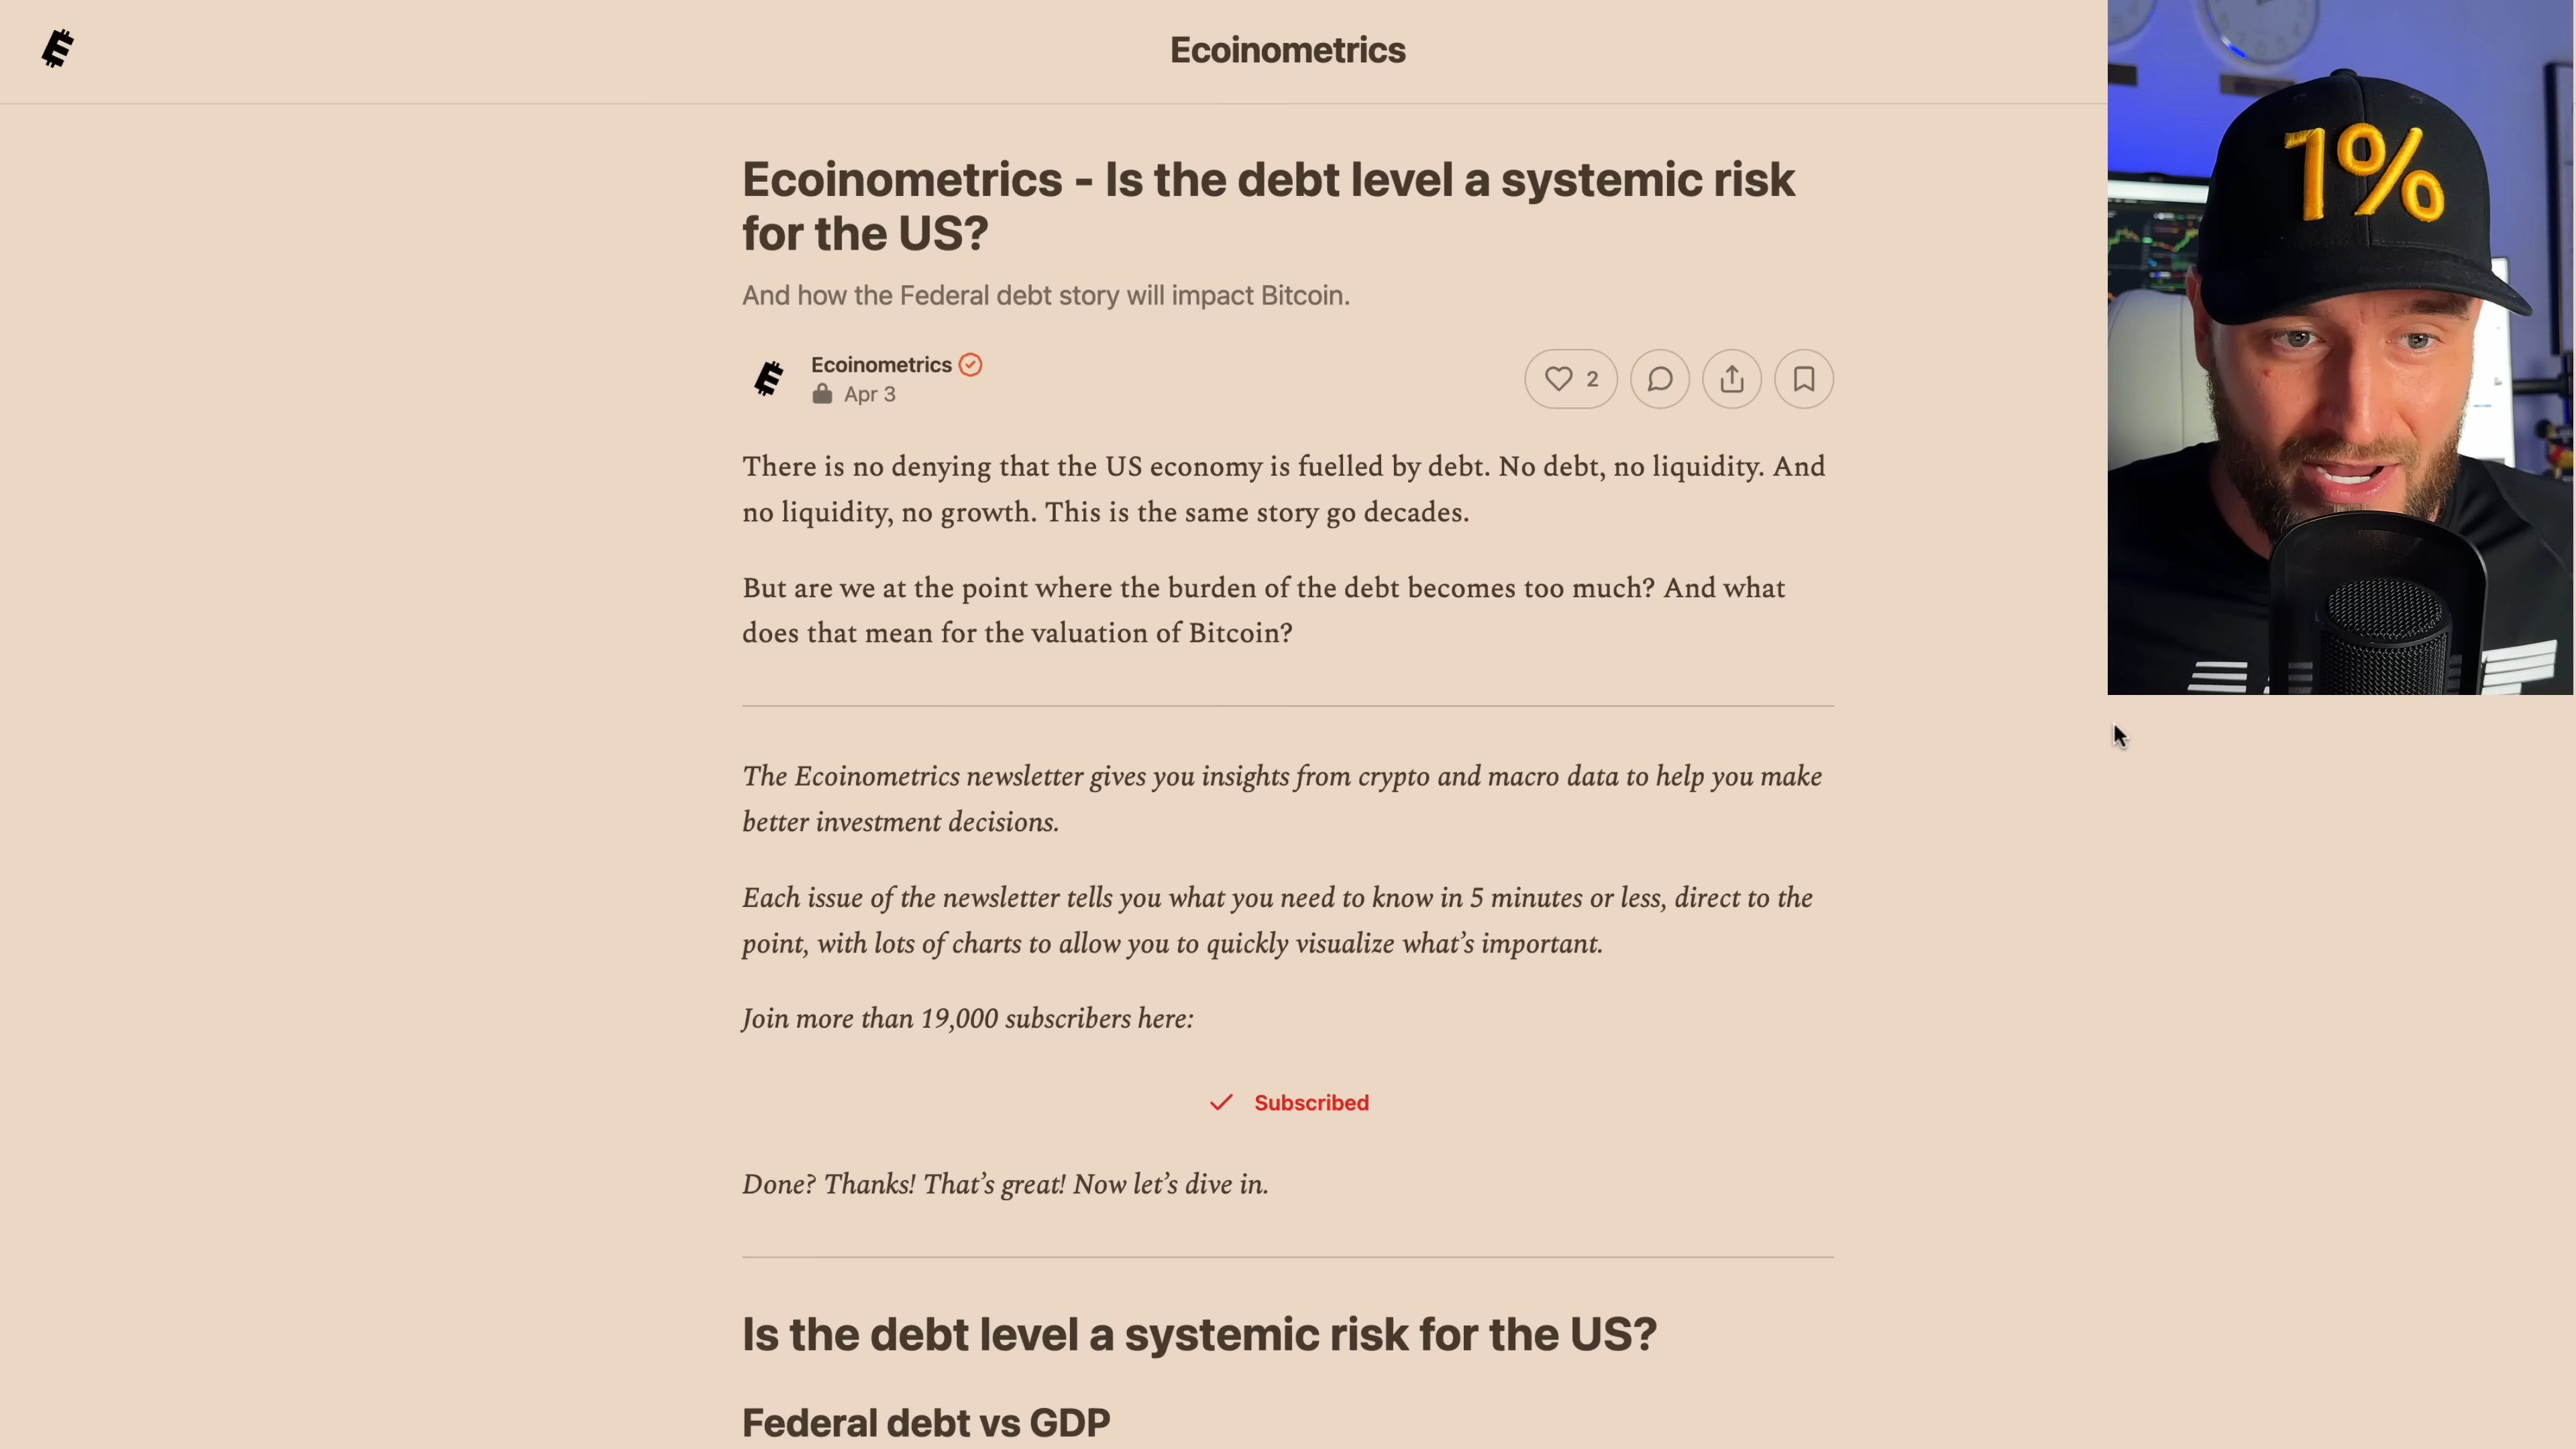 Ecoinometrics
Ecoinometrics - Is the debt level a systemic risk
for the US?
And how the Federal debt story will impact Bitcoin.
Ecoinometrics
Apr 3
2
There is no denying that the US economy is fuelled by debt. No debt, no liquidity. And
no liquidity, no growth. This is the same story go decades.
But are we at the point where the burden of the debt becomes too much? And what
does that mean for the valuation of Bitcoin?
The Ecoinometrics newsletter gives you insights from crypto and macro data to help you make
better investment decisions.
Each issue of the newsletter tells you what you need to know in 5 minutes or less, direct to the
point, with lots of charts to allow you to quickly visualize what’s important.
Join more than 19,000 subscribers here:
Subscribed
Done? Thanks! That’s great! Now let’s dive in.
Is the debt level a systemic risk for the US?
Federal debt vs GDP
1%